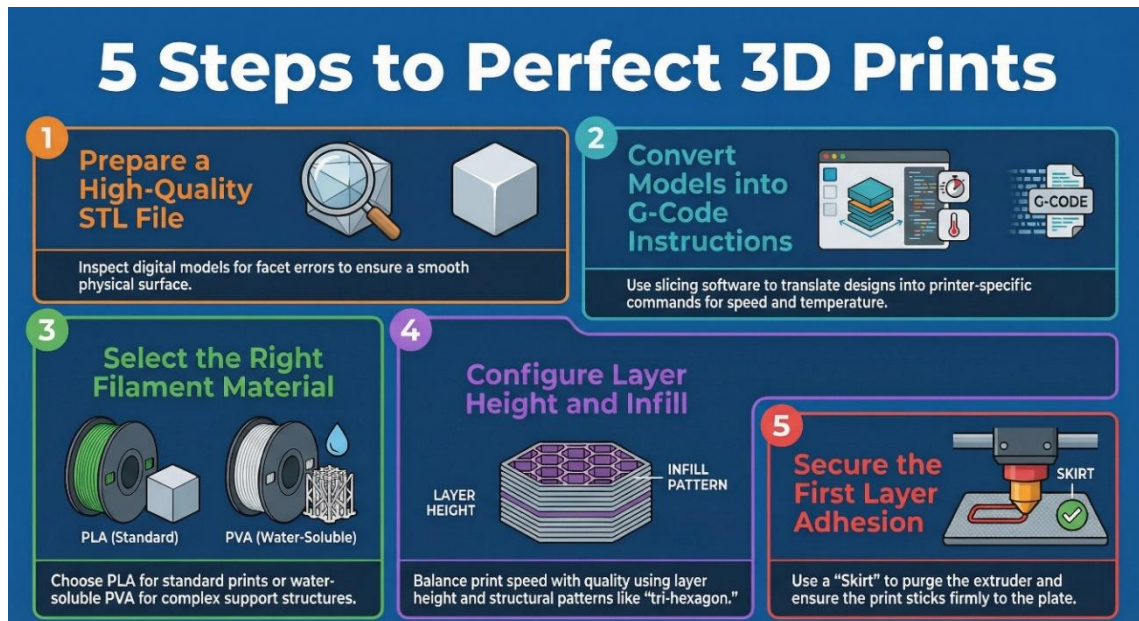 5 Steps to Perfect 3D Prints
1
Prepare a
High-Quality
STL File
Inspect digital models for facet errors to ensure a smooth
physical surface.
2
Convert
Models into
G-Code
Instructions
G-CODE
Use slicing software to translate designs into printer-specific
commands for speed and temperature.
3
Select the Right
Filament Material
PLA (Standard)
PVA (Water-Soluble)
Choose PLA for standard prints or water-
soluble PVA for complex support structures.
4
Configure Layer
Height and Infill
LAYER
HEIGHT
INFILL
PATTERN
Balance print speed with quality using layer
height and structural patterns like “tri-hexagon.”
5
Secure the
First Layer
Adhesion
SKIRT
Use a “Skirt” to purge the extruder and
ensure the print sticks firmly to the plate.